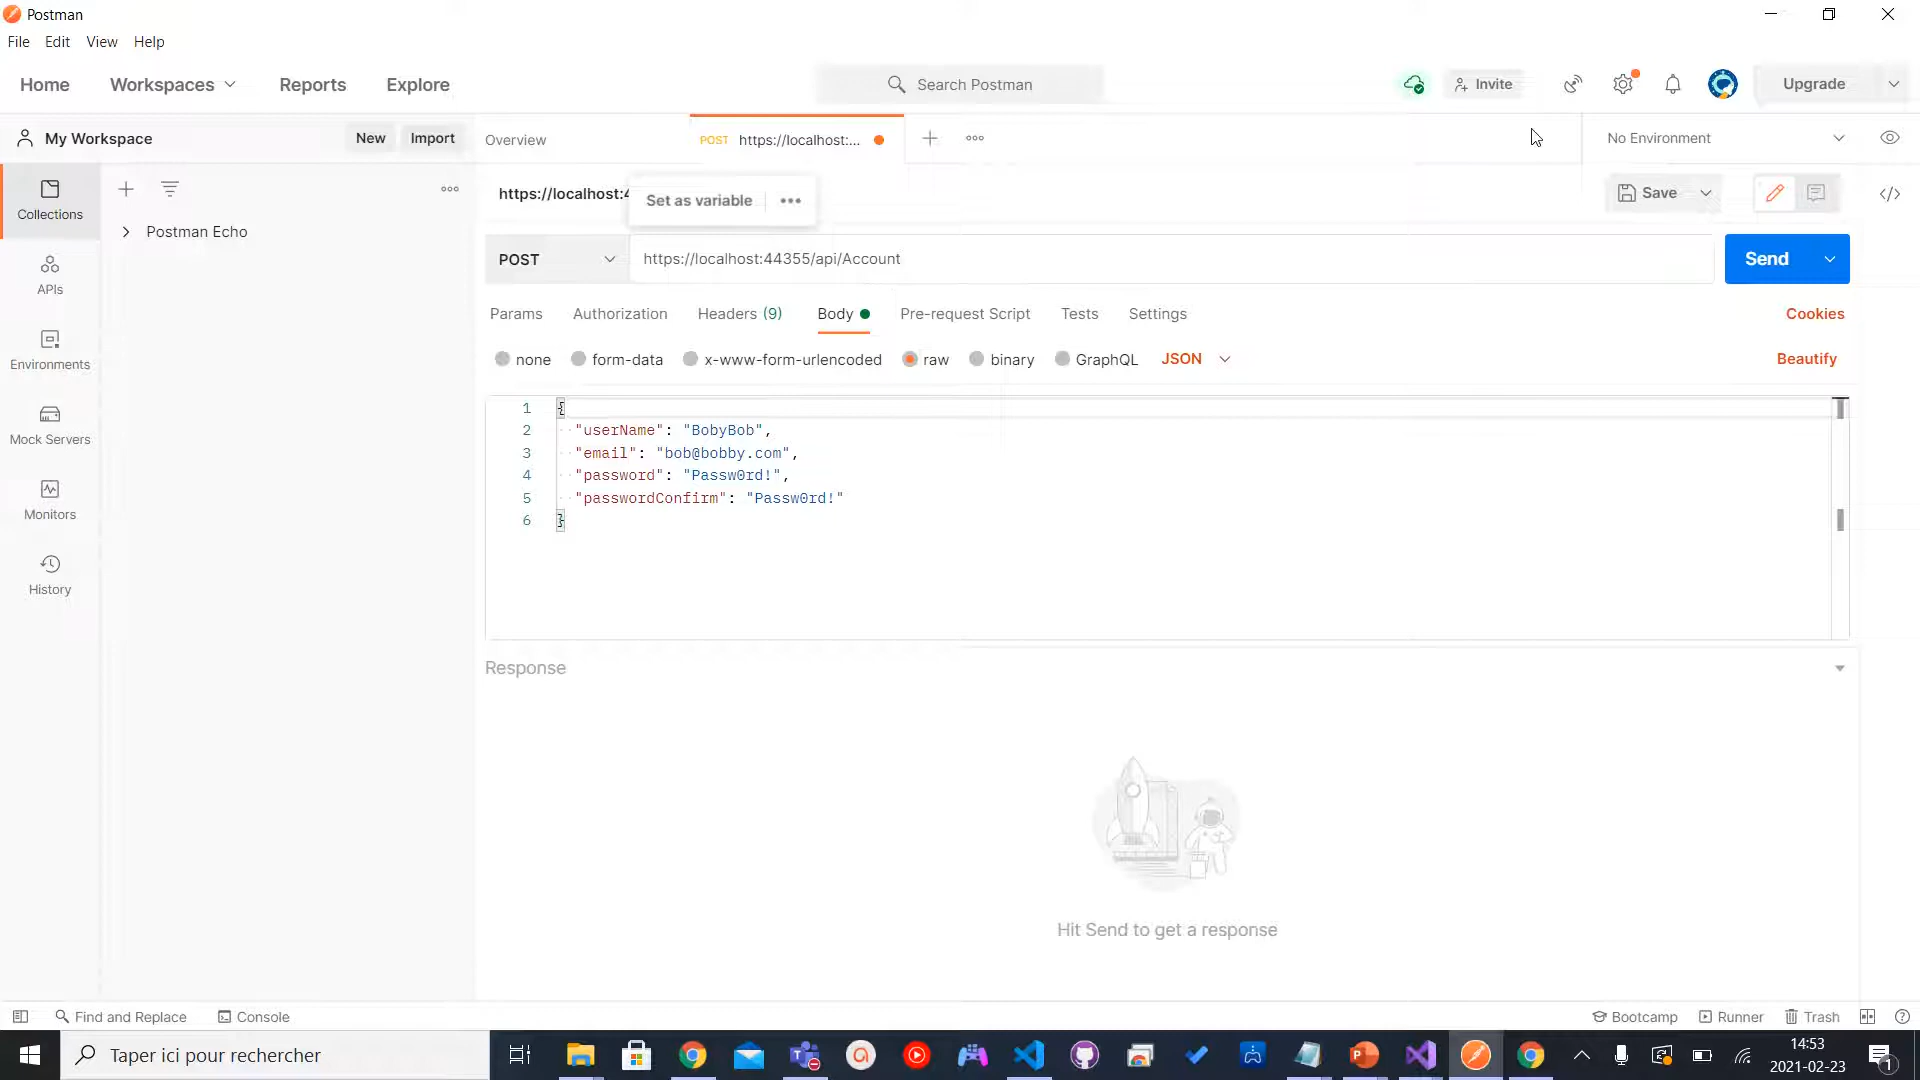 Postman
File Edit View Help
Home Workspaces Reports Explore Search Postman Invite Upgrade
My Workspace New Import Overview POST https://localhost:... No Environment
Collections
APIs
Environments
Mock Servers
Monitors
History
Postman Echo
https://localhost:4 Set as variable Save
POST https://localhost:44355/api/Account Send
Params Authorization Headers (9) Body Pre-request Script Tests Settings Cookies
none form-data x-www-form-urlencoded raw binary GraphQL JSON Beautify
1 {
2 "userName": "BobyBob",
3 "email": "bob@bobby.com",
4 "password": "Passw0rd!",
5 "passwordConfirm": "Passw0rd!"
6 }
Response
Hit Send to get a response
Find and Replace Console Bootcamp Runner Trash
Taper ici pour rechercher
14:53
2021-02-23
1